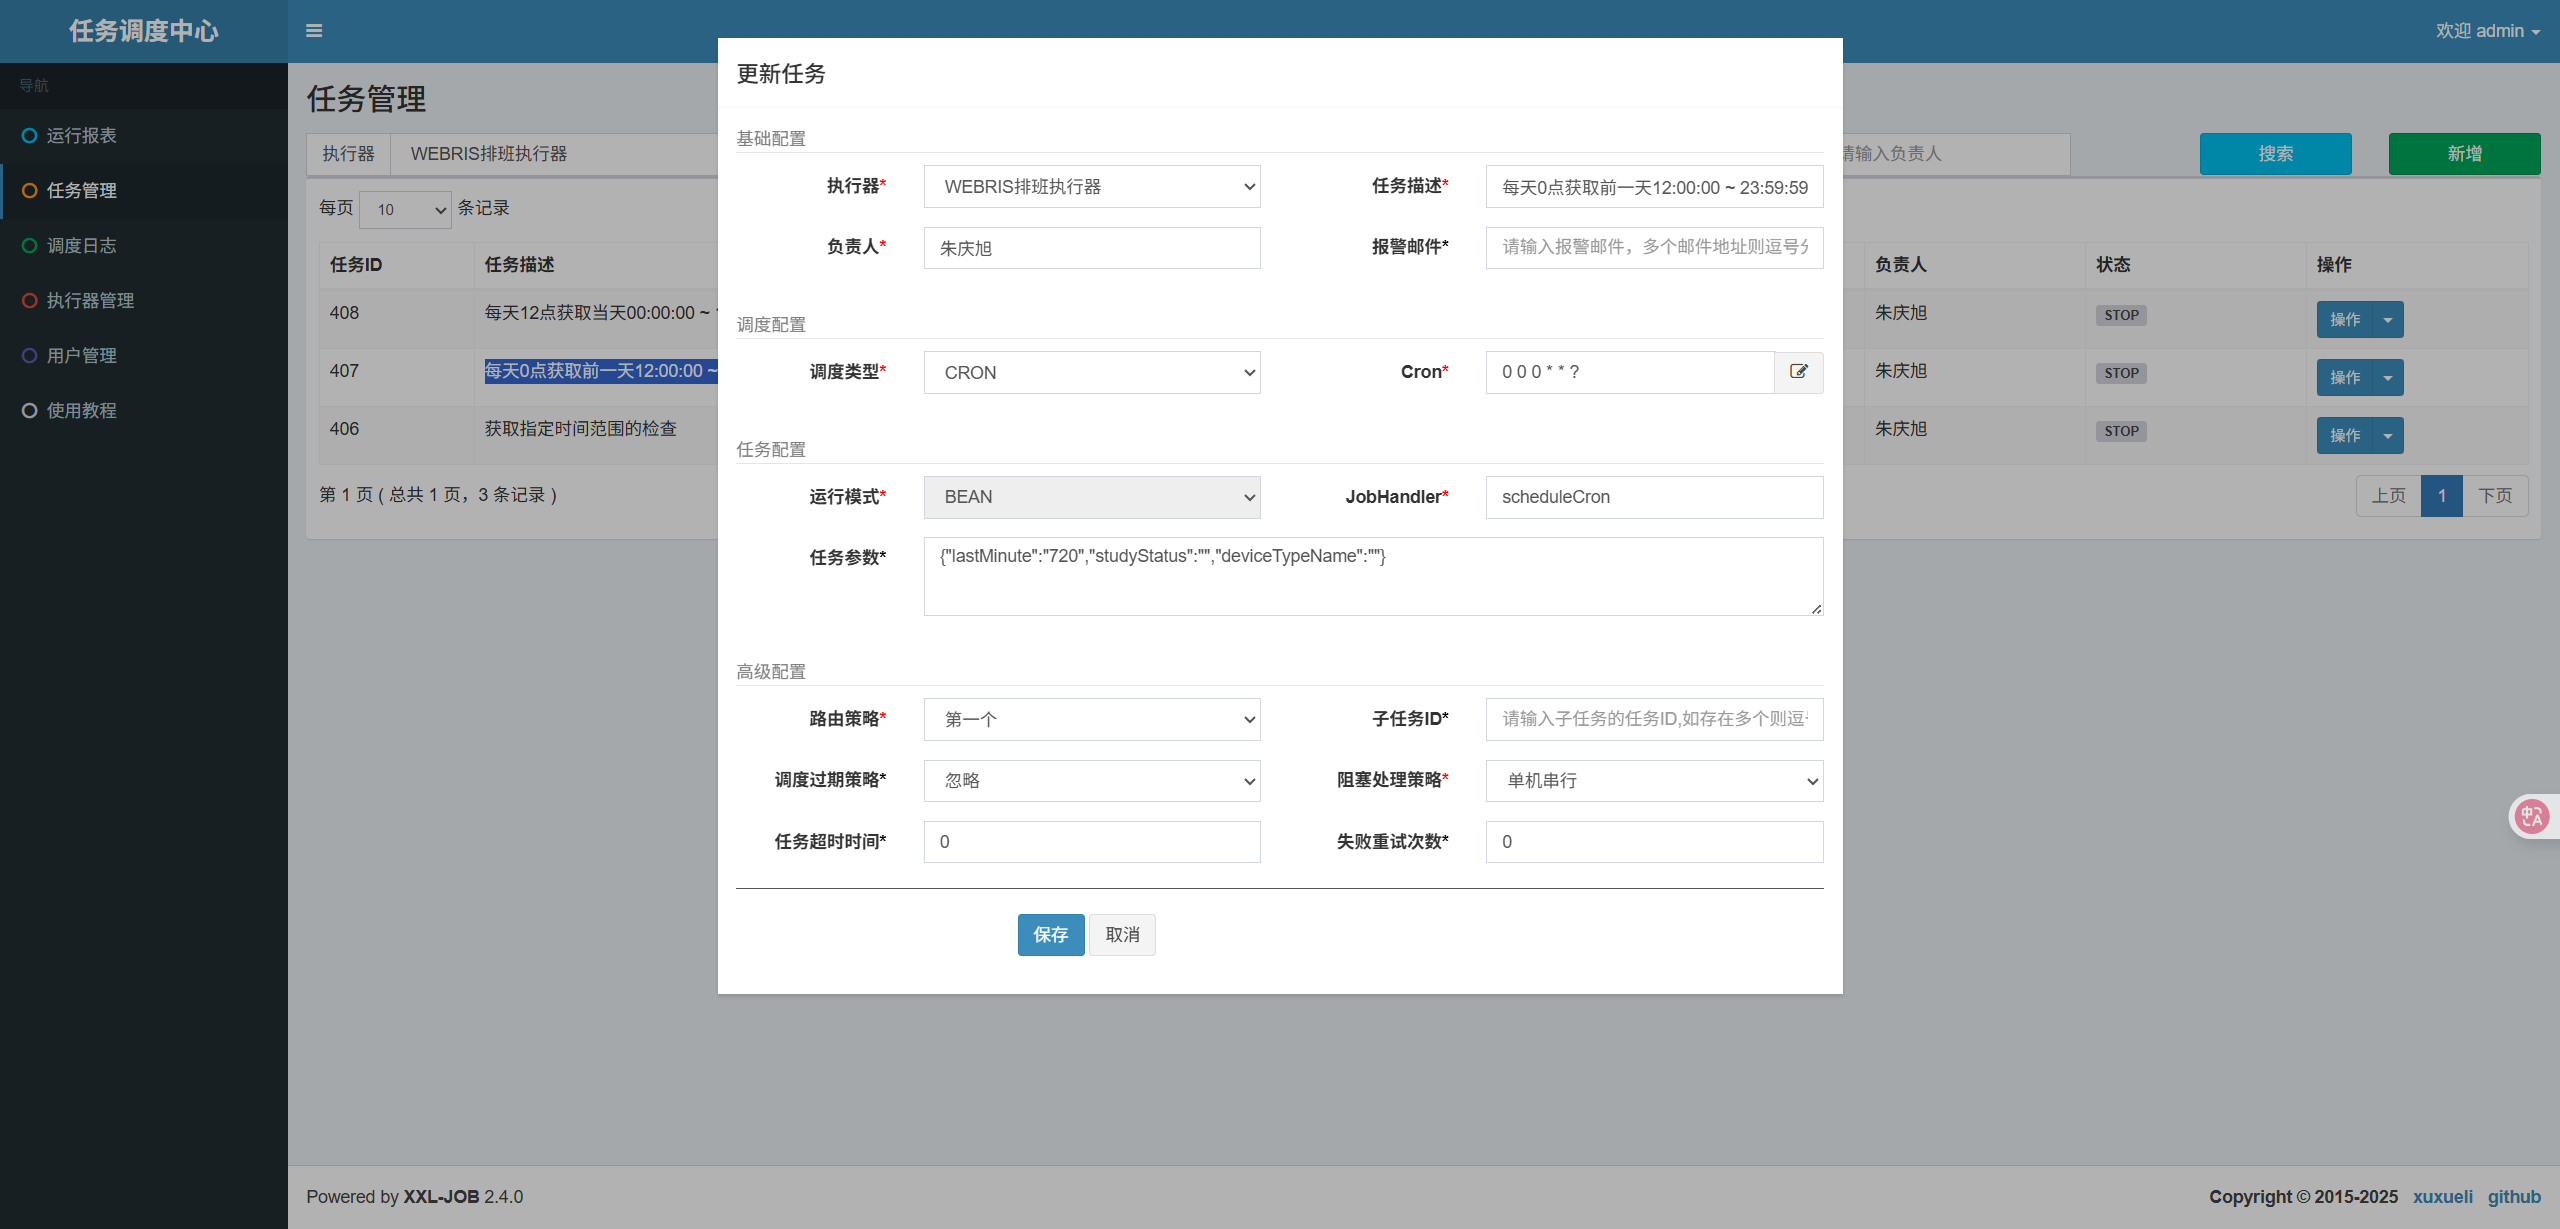 任务调度中心
欢迎 admin
导航
运行报表
任务管理
调度日志
执行器管理
用户管理
使用教程
任务管理
执行器 WEBRIS排班执行器
请输入负责人 搜索 新增
每页 10 条记录
任务ID 任务描述 负责人 状态 操作
408 每天12点获取当天00:00:00 ~ 朱庆旭 STOP 操作
407 每天0点获取前一天12:00:00 ~ 朱庆旭 STOP 操作
406 获取指定时间范围的检查 朱庆旭 STOP 操作
第 1 页 ( 总共 1 页，3 条记录 )
上页 1 下页
更新任务
基础配置
执行器* WEBRIS排班执行器 任务描述* 每天0点获取前一天12:00:00 ~ 23:59:59
负责人* 朱庆旭 报警邮件* 请输入报警邮件，多个邮件地址则逗号
调度配置
调度类型* CRON Cron* 0 0 0 * * ?
任务配置
运行模式* BEAN JobHandler* scheduleCron
任务参数* {"lastMinute":"720","studyStatus":"","deviceTypeName":""}
高级配置
路由策略* 第一个 子任务ID* 请输入子任务的任务ID,如存在多个则逗
调度过期策略* 忽略 阻塞处理策略* 单机串行
任务超时时间* 0 失败重试次数* 0
保存 取消
中A
Powered by XXL-JOB 2.4.0
Copyright © 2015-2025 xuxueli github